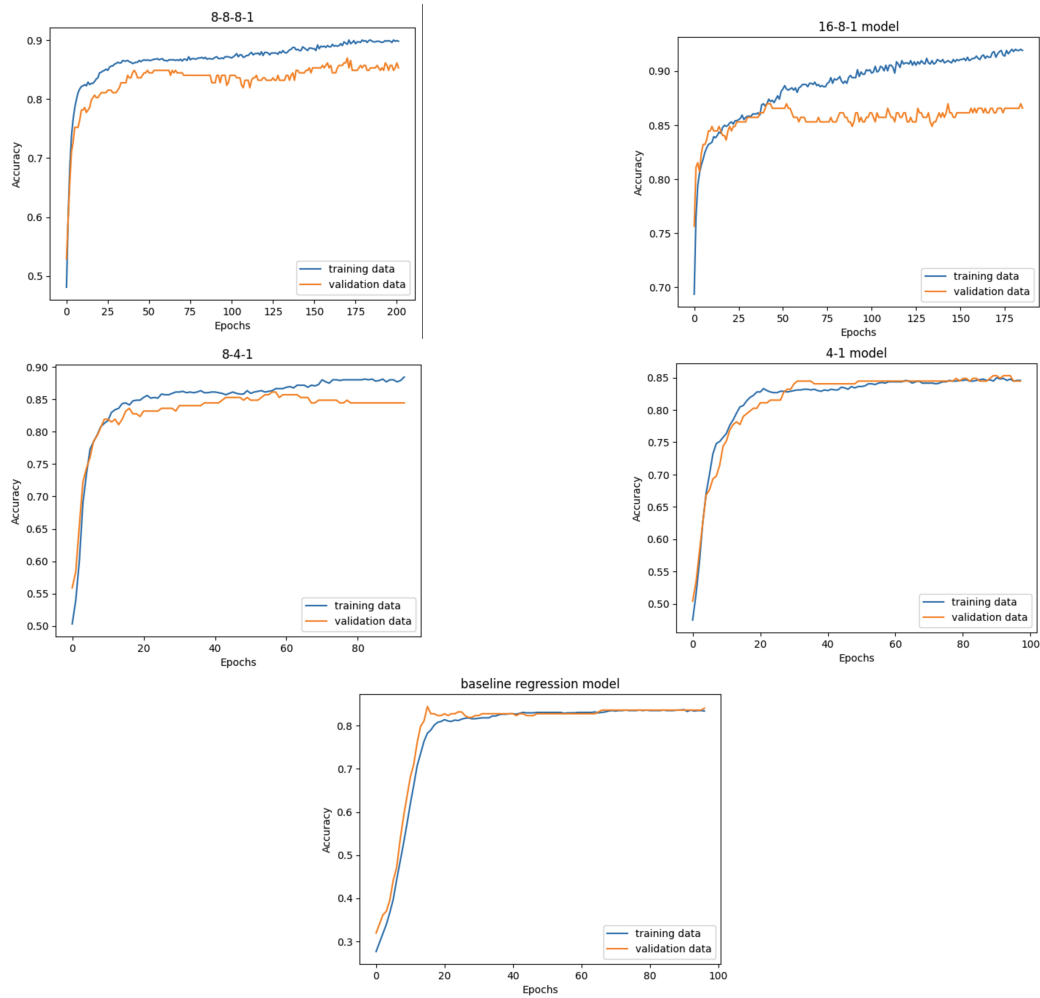 8-8-8-1
0.9
0.8
0.7
0.6
0.5
Accuracy
training data
validation data
0 25 50 75 100 125 150 175 200
Epochs
16-8-1 model
0.90
0.85
0.80
0.75
0.70
Accuracy
training data
validation data
0 25 50 75 100 125 150 175
Epochs
8-4-1
0.90
0.85
0.80
0.75
0.70
0.65
0.60
0.55
0.50
Accuracy
training data
validation data
0 20 40 60 80
Epochs
4-1 model
0.85
0.80
0.75
0.70
0.65
0.60
0.55
0.50
Accuracy
training data
validation data
0 20 40 60 80 100
Epochs
baseline regression model
0.8
0.7
0.6
0.5
0.4
0.3
Accuracy
training data
validation data
0 20 40 60 80 100
Epochs